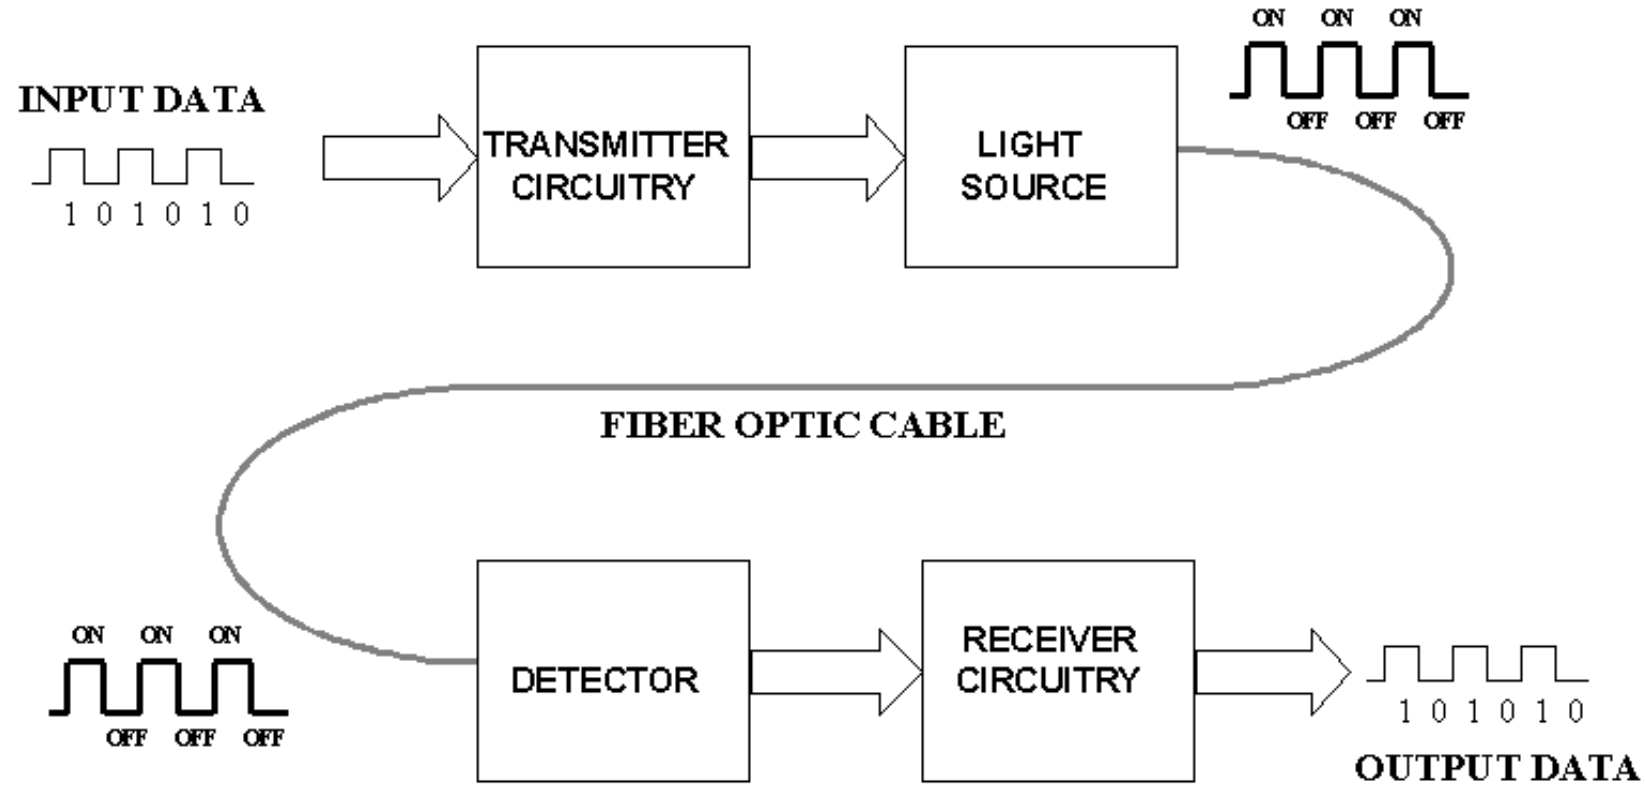 ON ON ON
OFF OFF OFF
INPUT DATA
1 0 1 0 1 0
TRANSMITTER
CIRCUITRY
LIGHT
SOURCE
FIBER OPTIC CABLE
ON ON ON
OFF OFF OFF
DETECTOR
RECEIVER
CIRCUITRY
1 0 1 0 1 0
OUTPUT DATA